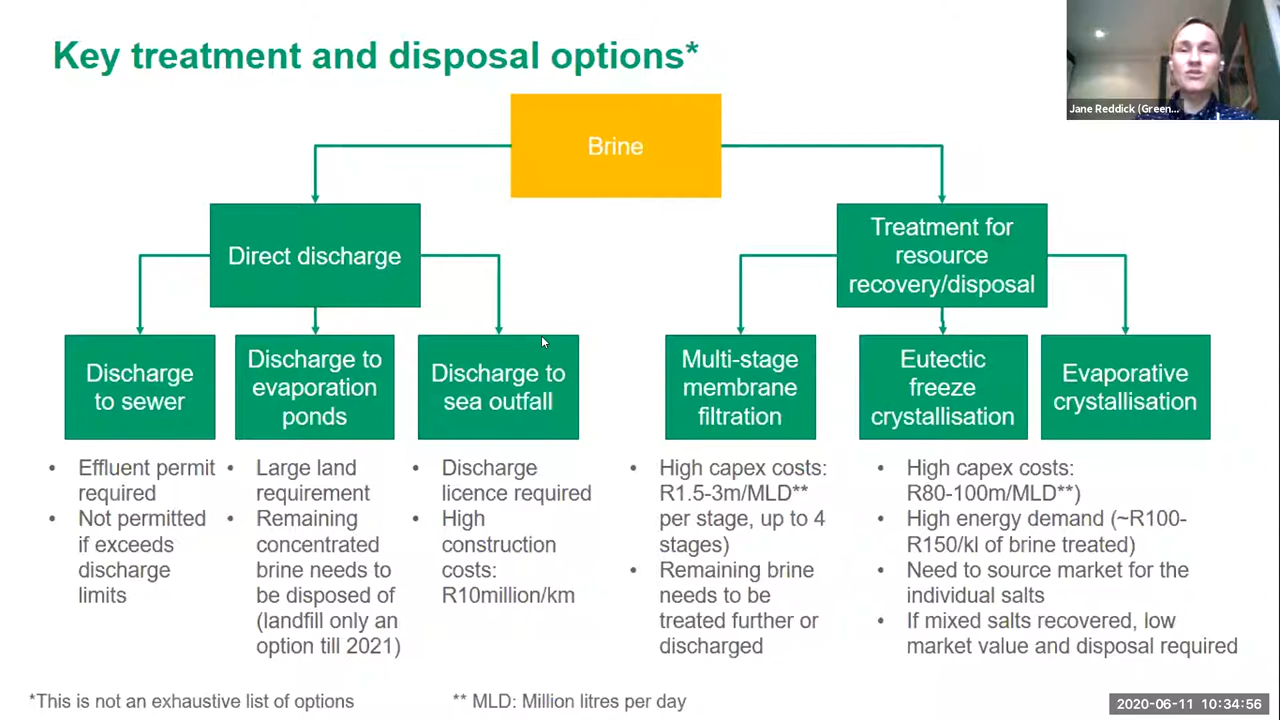 Key treatment and disposal options*
Jane Reddick (Green...
Brine
Direct discharge
Treatment for
resource
recovery/disposal
Discharge
to sewer
Discharge to
evaporation
ponds
Discharge to
sea outfall
Multi-stage
membrane
filtration
Eutectic
freeze
crystallisation
Evaporative
crystallisation
• Effluent permit
required
• Not permitted
if exceeds
discharge
limits
• Large land
requirement
• Remaining
concentrated
brine needs to
be disposed of
(landfill only an
option till 2021)
• Discharge
licence required
• High
construction
costs:
R10million/km
• High capex costs:
R1.5-3m/MLD**
per stage, up to 4
stages)
• Remaining brine
needs to be
treated further or
discharged
• High capex costs:
R80-100m/MLD**)
• High energy demand (~R100-
R150/kl of brine treated)
• Need to source market for the
individual salts
• If mixed salts recovered, low
market value and disposal required
*This is not an exhaustive list of options
** MLD: Million litres per day
2020-06-11 10:34:56